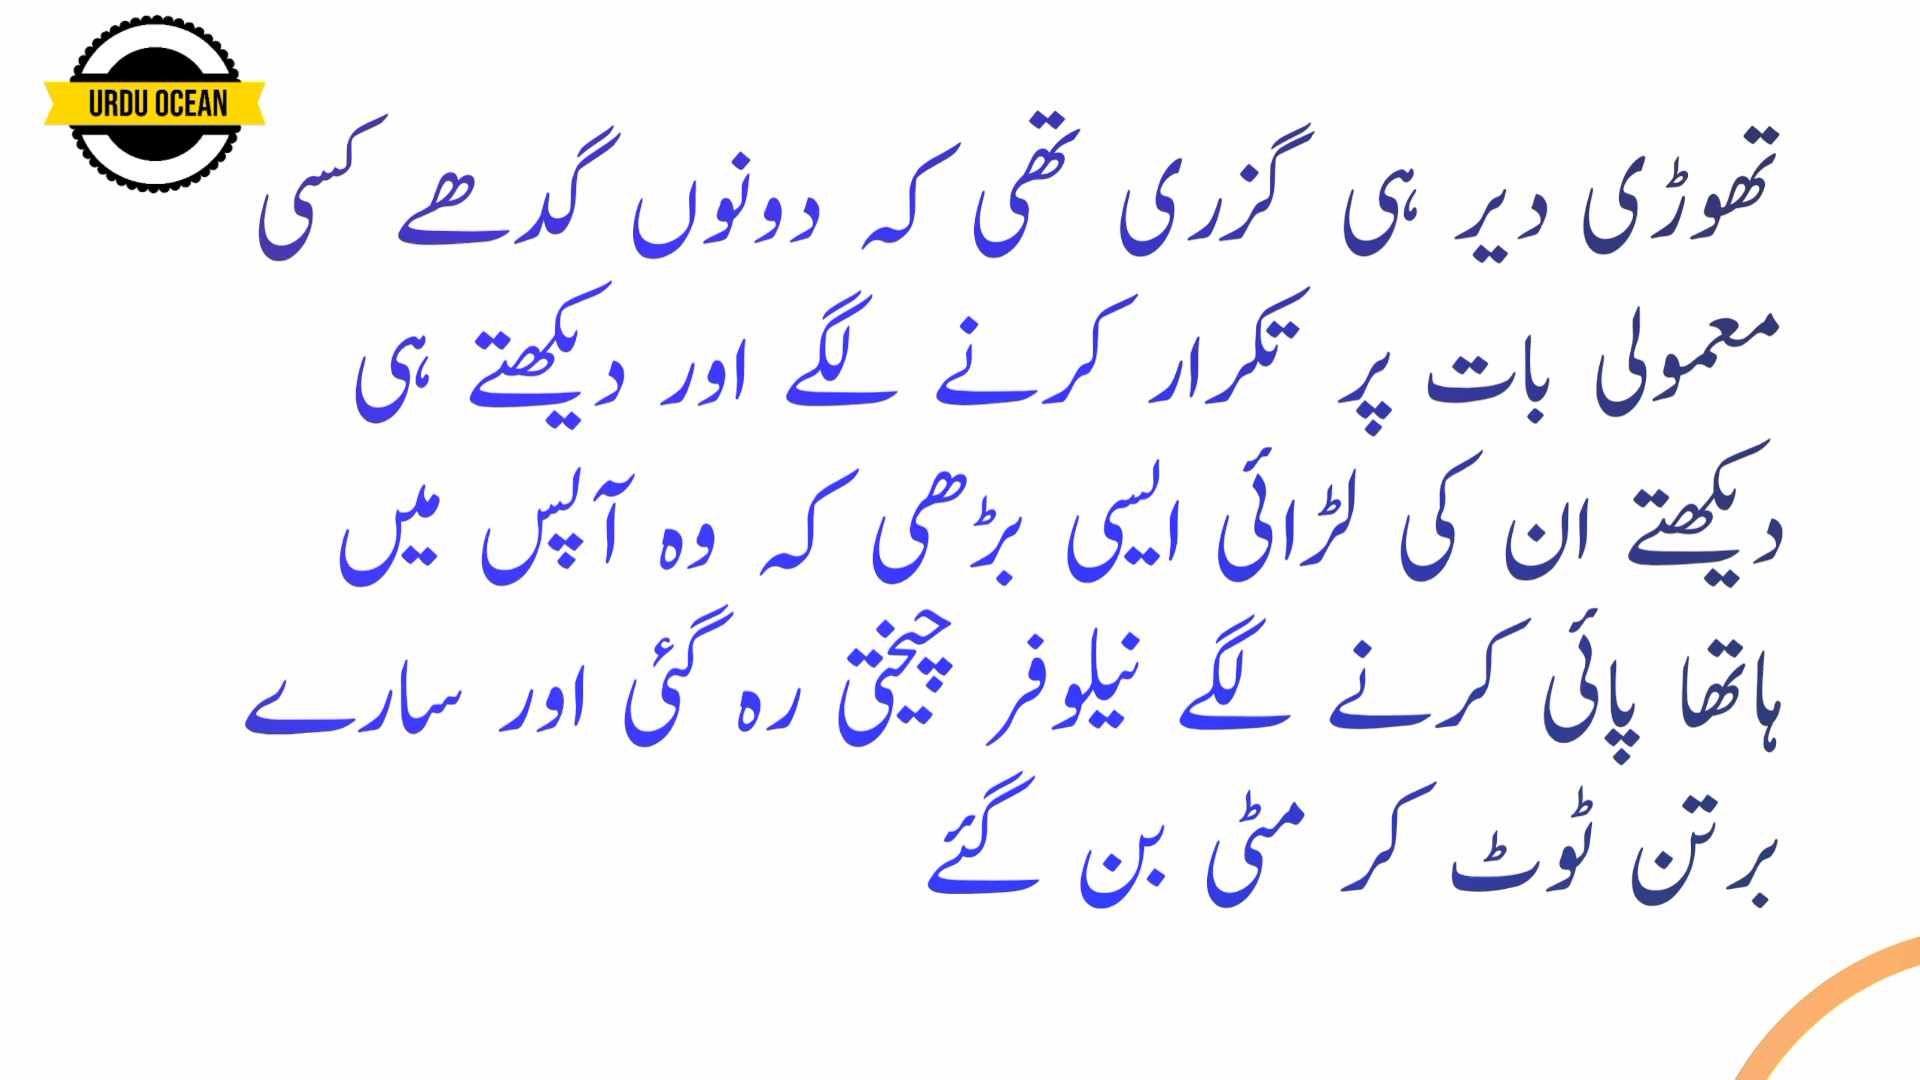 URDU OCEAN
تھوڑی دیر ہی گزری تھی کہ دونوں گدھے کسی
معمولی بات پر تکرار کرنے لگے اور دیکھتے ہی
دیکھتے ان کی لڑائی ایسی بڑھی کہ وہ آپس میں
ہاتھا پائی کرنے لگے نیلوفر چیختی رہ گئی اور سارے
برتن ٹوٹ کر مٹی بن گئے